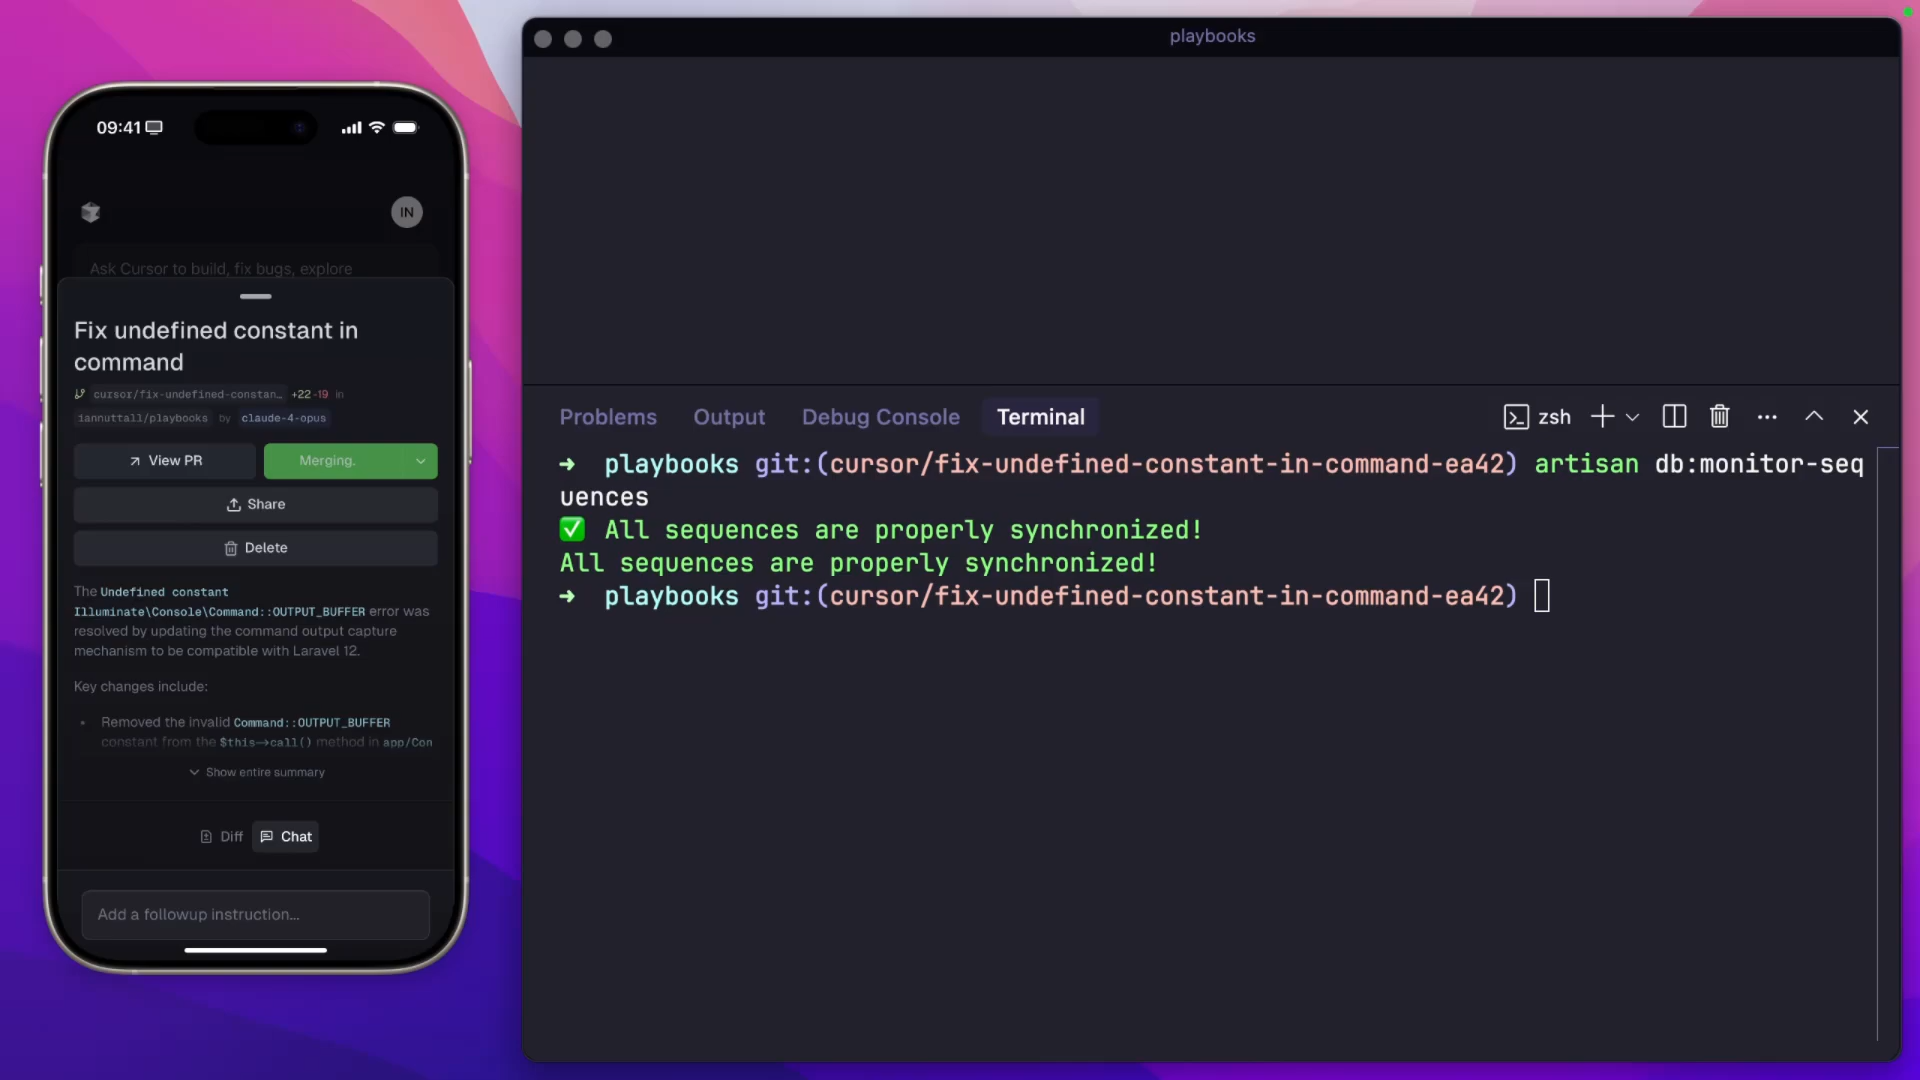 09:41
IN
Ask Cursor to build, fix bugs, explore
Fix undefined constant in
command
cursor/fix-undefined-constan… +22 -19 in
iannuttall/playbooks by claude-4-opus
View PR
Merging.
Share
Delete
The Undefined constant
Illuminate\Console\Command::OUTPUT_BUFFER error was
resolved by updating the command output capture
mechanism to be compatible with Laravel 12.
Key changes include:
• Removed the invalid Command::OUTPUT_BUFFER
constant from the $this->call() method in app/Con
Show entire summary
Diff
Chat
Add a followup instruction...
playbooks
Problems
Output
Debug Console
Terminal
zsh
➜ playbooks git:(cursor/fix-undefined-constant-in-command-ea42) artisan db:monitor-seq
uences
✅ All sequences are properly synchronized!
All sequences are properly synchronized!
➜ playbooks git:(cursor/fix-undefined-constant-in-command-ea42)